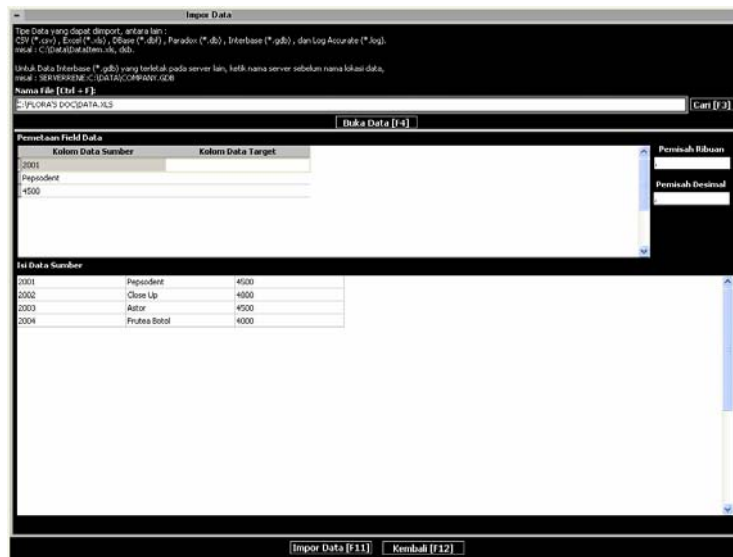 Impor Data
Tipe Data yang dapat diimport, antara lain :
CSV (*.csv) , Excel (*.xls) , DBase (*.dbf) , Paradox (*.db) , Interbase (*.gdb) , dan Log Accurate (*.log).
misal : C:\Data\DataItem.xls, dsb.
Untuk Data Interbase (*.gdb) yang terletak pada server lain, ketik nama server sebelum nama lokasi data,
misal : SERVERRENE:C:\DATA\COMPANY.GDB
Nama File [Ctrl + F]:
C:\FLORA'S DOC\DATA.XLS
Cari [F3]
Buka Data [F4]
Pemetaan Field Data
Kolom Data Sumber Kolom Data Target
2001
Pepsodent
4500
Pemisah Ribuan
Pemisah Desimal
Isi Data Sumber
2001 Pepsodent 4500
2002 Close Up 4800
2003 Astor 4500
2004 Frutea Botol 4000
Impor Data [F11] Kembali [F12]